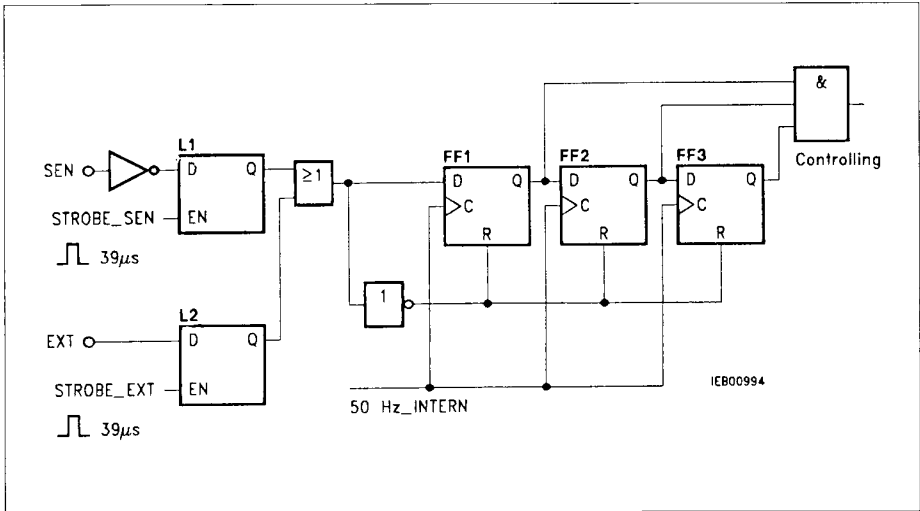 &
Controlling
SEN
L1
D Q
EN
STROBE_SEN
39µs
≥1
FF1
D Q
C
R
FF2
D Q
C
R
FF3
D Q
C
R
1
EXT
L2
D Q
EN
STROBE_EXT
39µs
50 Hz_INTERN
IEB00994